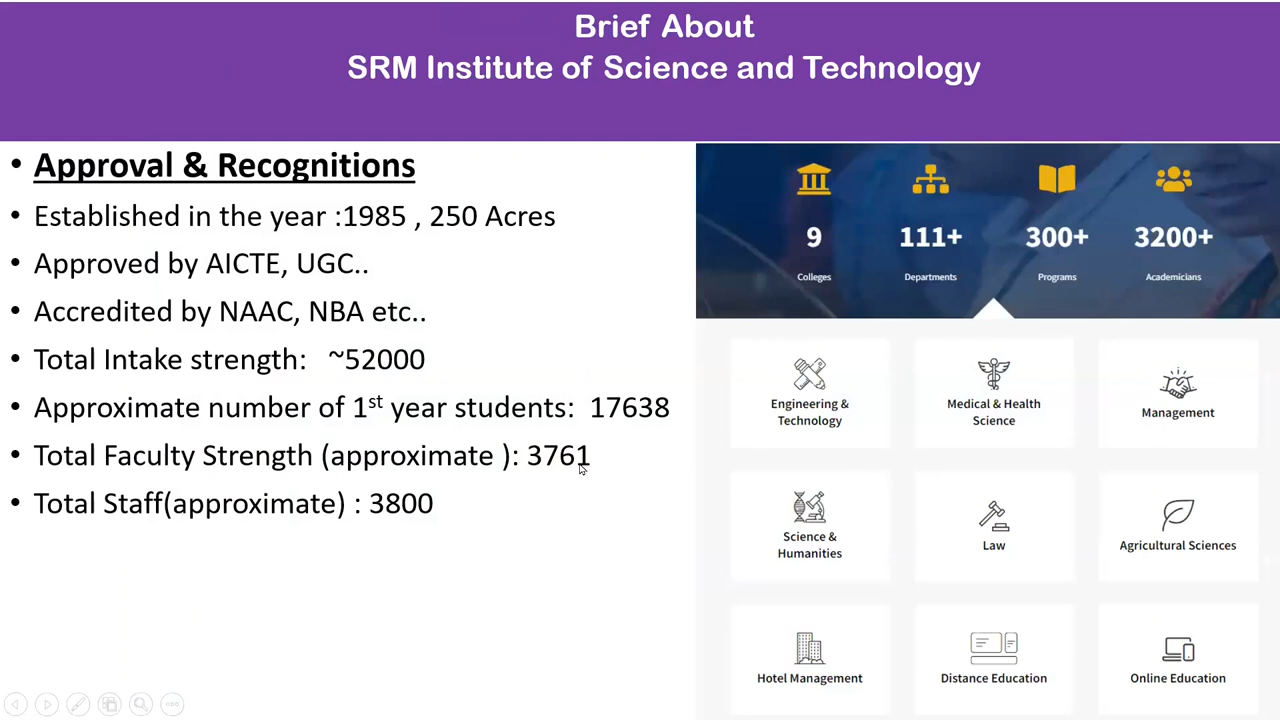 Brief About
SRM Institute of Science and Technology
• Approval & Recognitions
• Established in the year :1985 , 250 Acres
• Approved by AICTE, UGC..
• Accredited by NAAC, NBA etc..
• Total Intake strength: ~52000
• Approximate number of 1st year students: 17638
• Total Faculty Strength (approximate ): 3761
• Total Staff(approximate) : 3800
9 111+ 300+ 3200+
Colleges Departments Programs Academicians
Engineering & Technology
Medical & Health Science
Management
Science & Humanities
Law
Agricultural Sciences
Hotel Management
Distance Education
Online Education